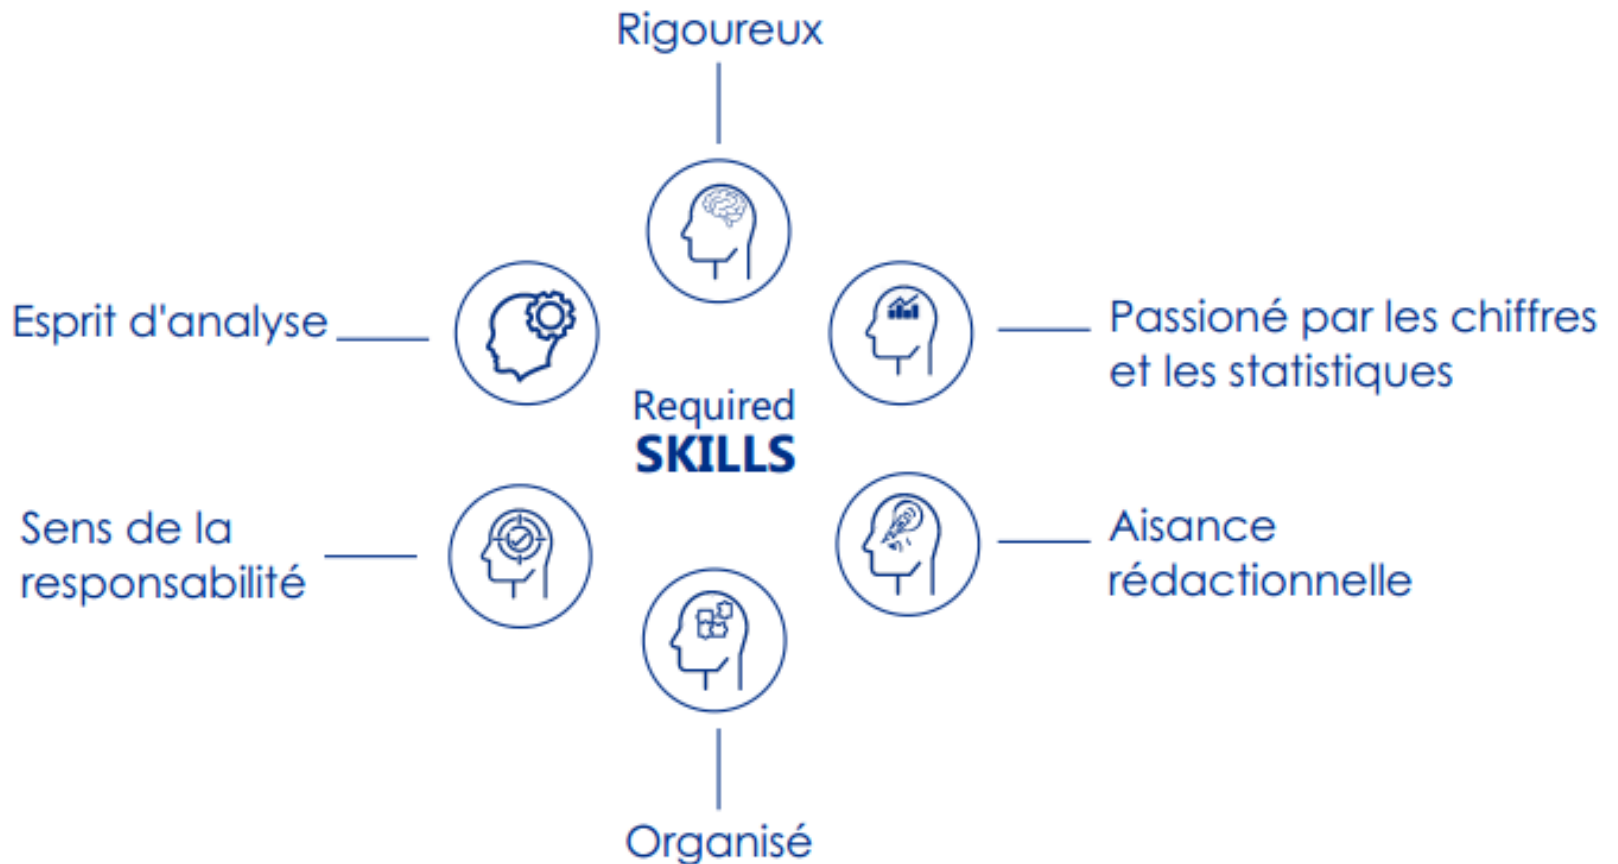 Rigoureux
Esprit d'analyse
Passioné par les chiffres
et les statistiques
Required
SKILLS
Sens de la
responsabilité
Aisance
rédactionnelle
Organisé